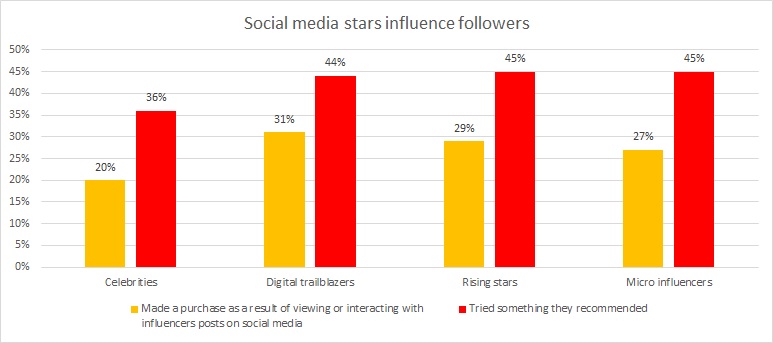 Social media stars influence followers
50%
45%
40%
35%
30%
25%
20%
15%
10%
5%
0%
20%
36%
31%
44%
29%
45%
27%
45%
Celebrities
Digital trailblazers
Rising stars
Micro influencers
Made a purchase as a result of viewing or interacting with
influencers posts on social media
Tried something they recommended